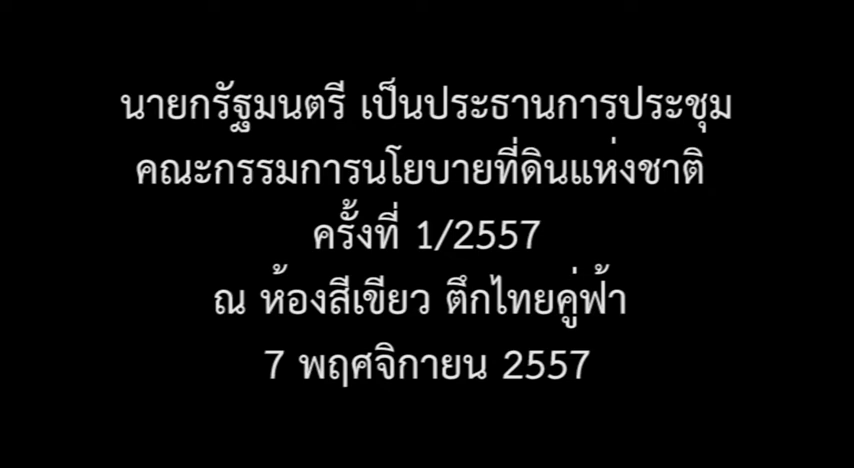 นายกรัฐมนตรี เป็นประธานการประชุม
คณะกรรมการนโยบายที่ดินแห่งชาติ
ครั้งที่ 1/2557
ณ ห้องสีเขียว ตึกไทยคู่ฟ้า
7 พฤศจิกายน 2557